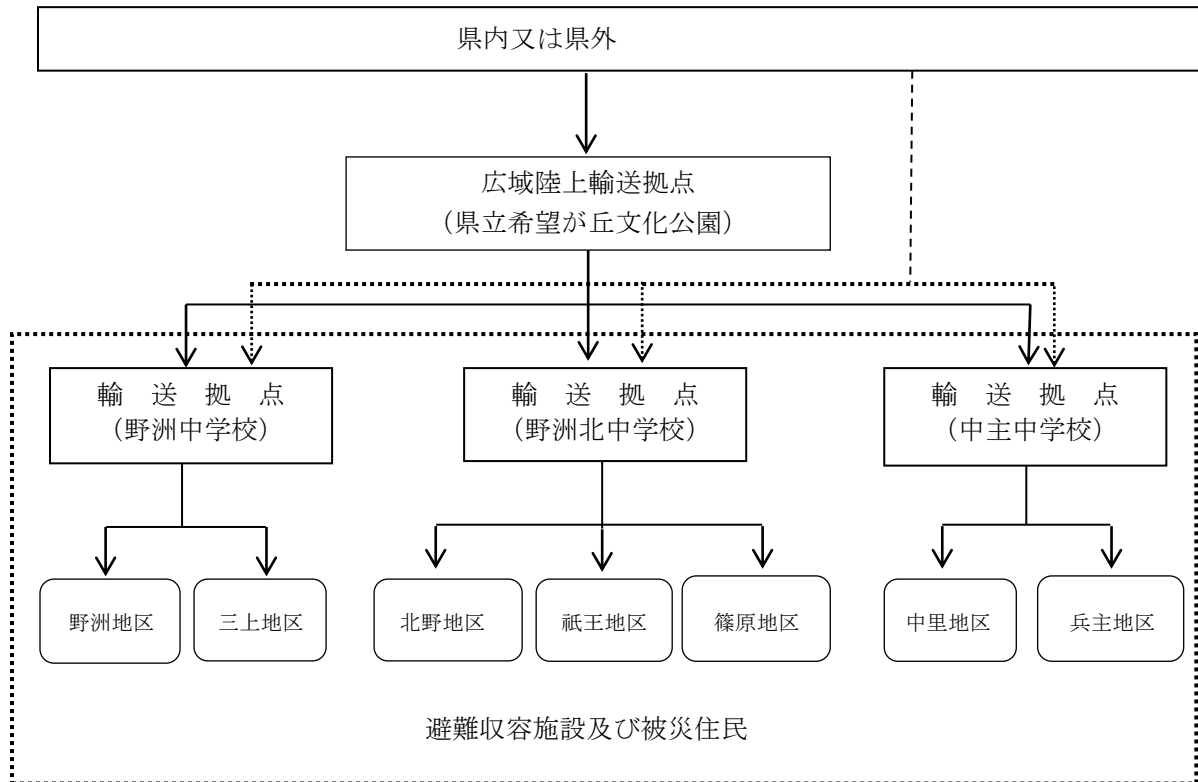 県内又は県外
広域陸上輸送拠点
（県立希望が丘文化公園）
輸　送　拠　点
（野洲中学校）
輸　送　拠　点
（野洲北中学校）
輸　送　拠　点
（中主中学校）
野洲地区
三上地区
北野地区
祇王地区
篠原地区
中里地区
兵主地区
避難収容施設及び被災住民